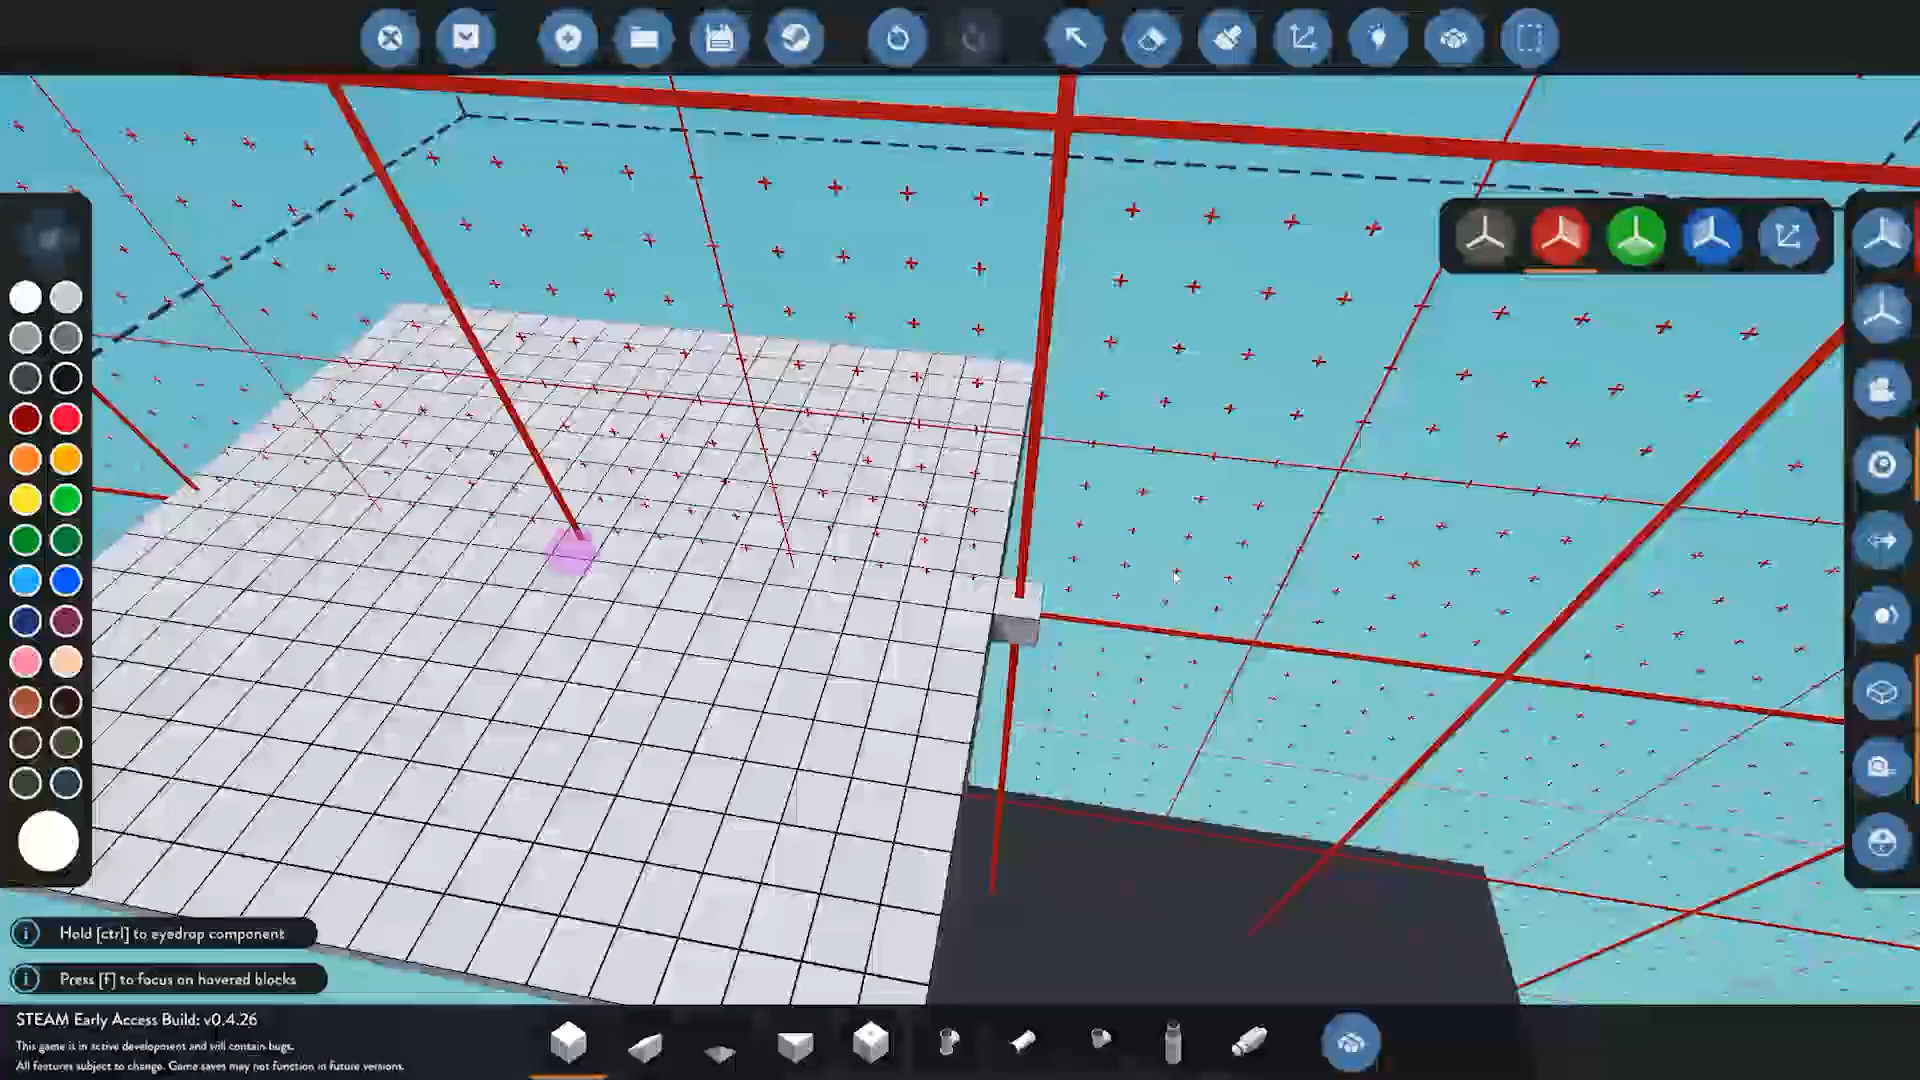 Hold [ctrl] to eyedrop component
Press [f] to focus on hovered blocks
STEAM Early Access Build: v0.4.26
This game is in active development and will contain bugs.
All features subject to change. Game saves may not function in future versions.